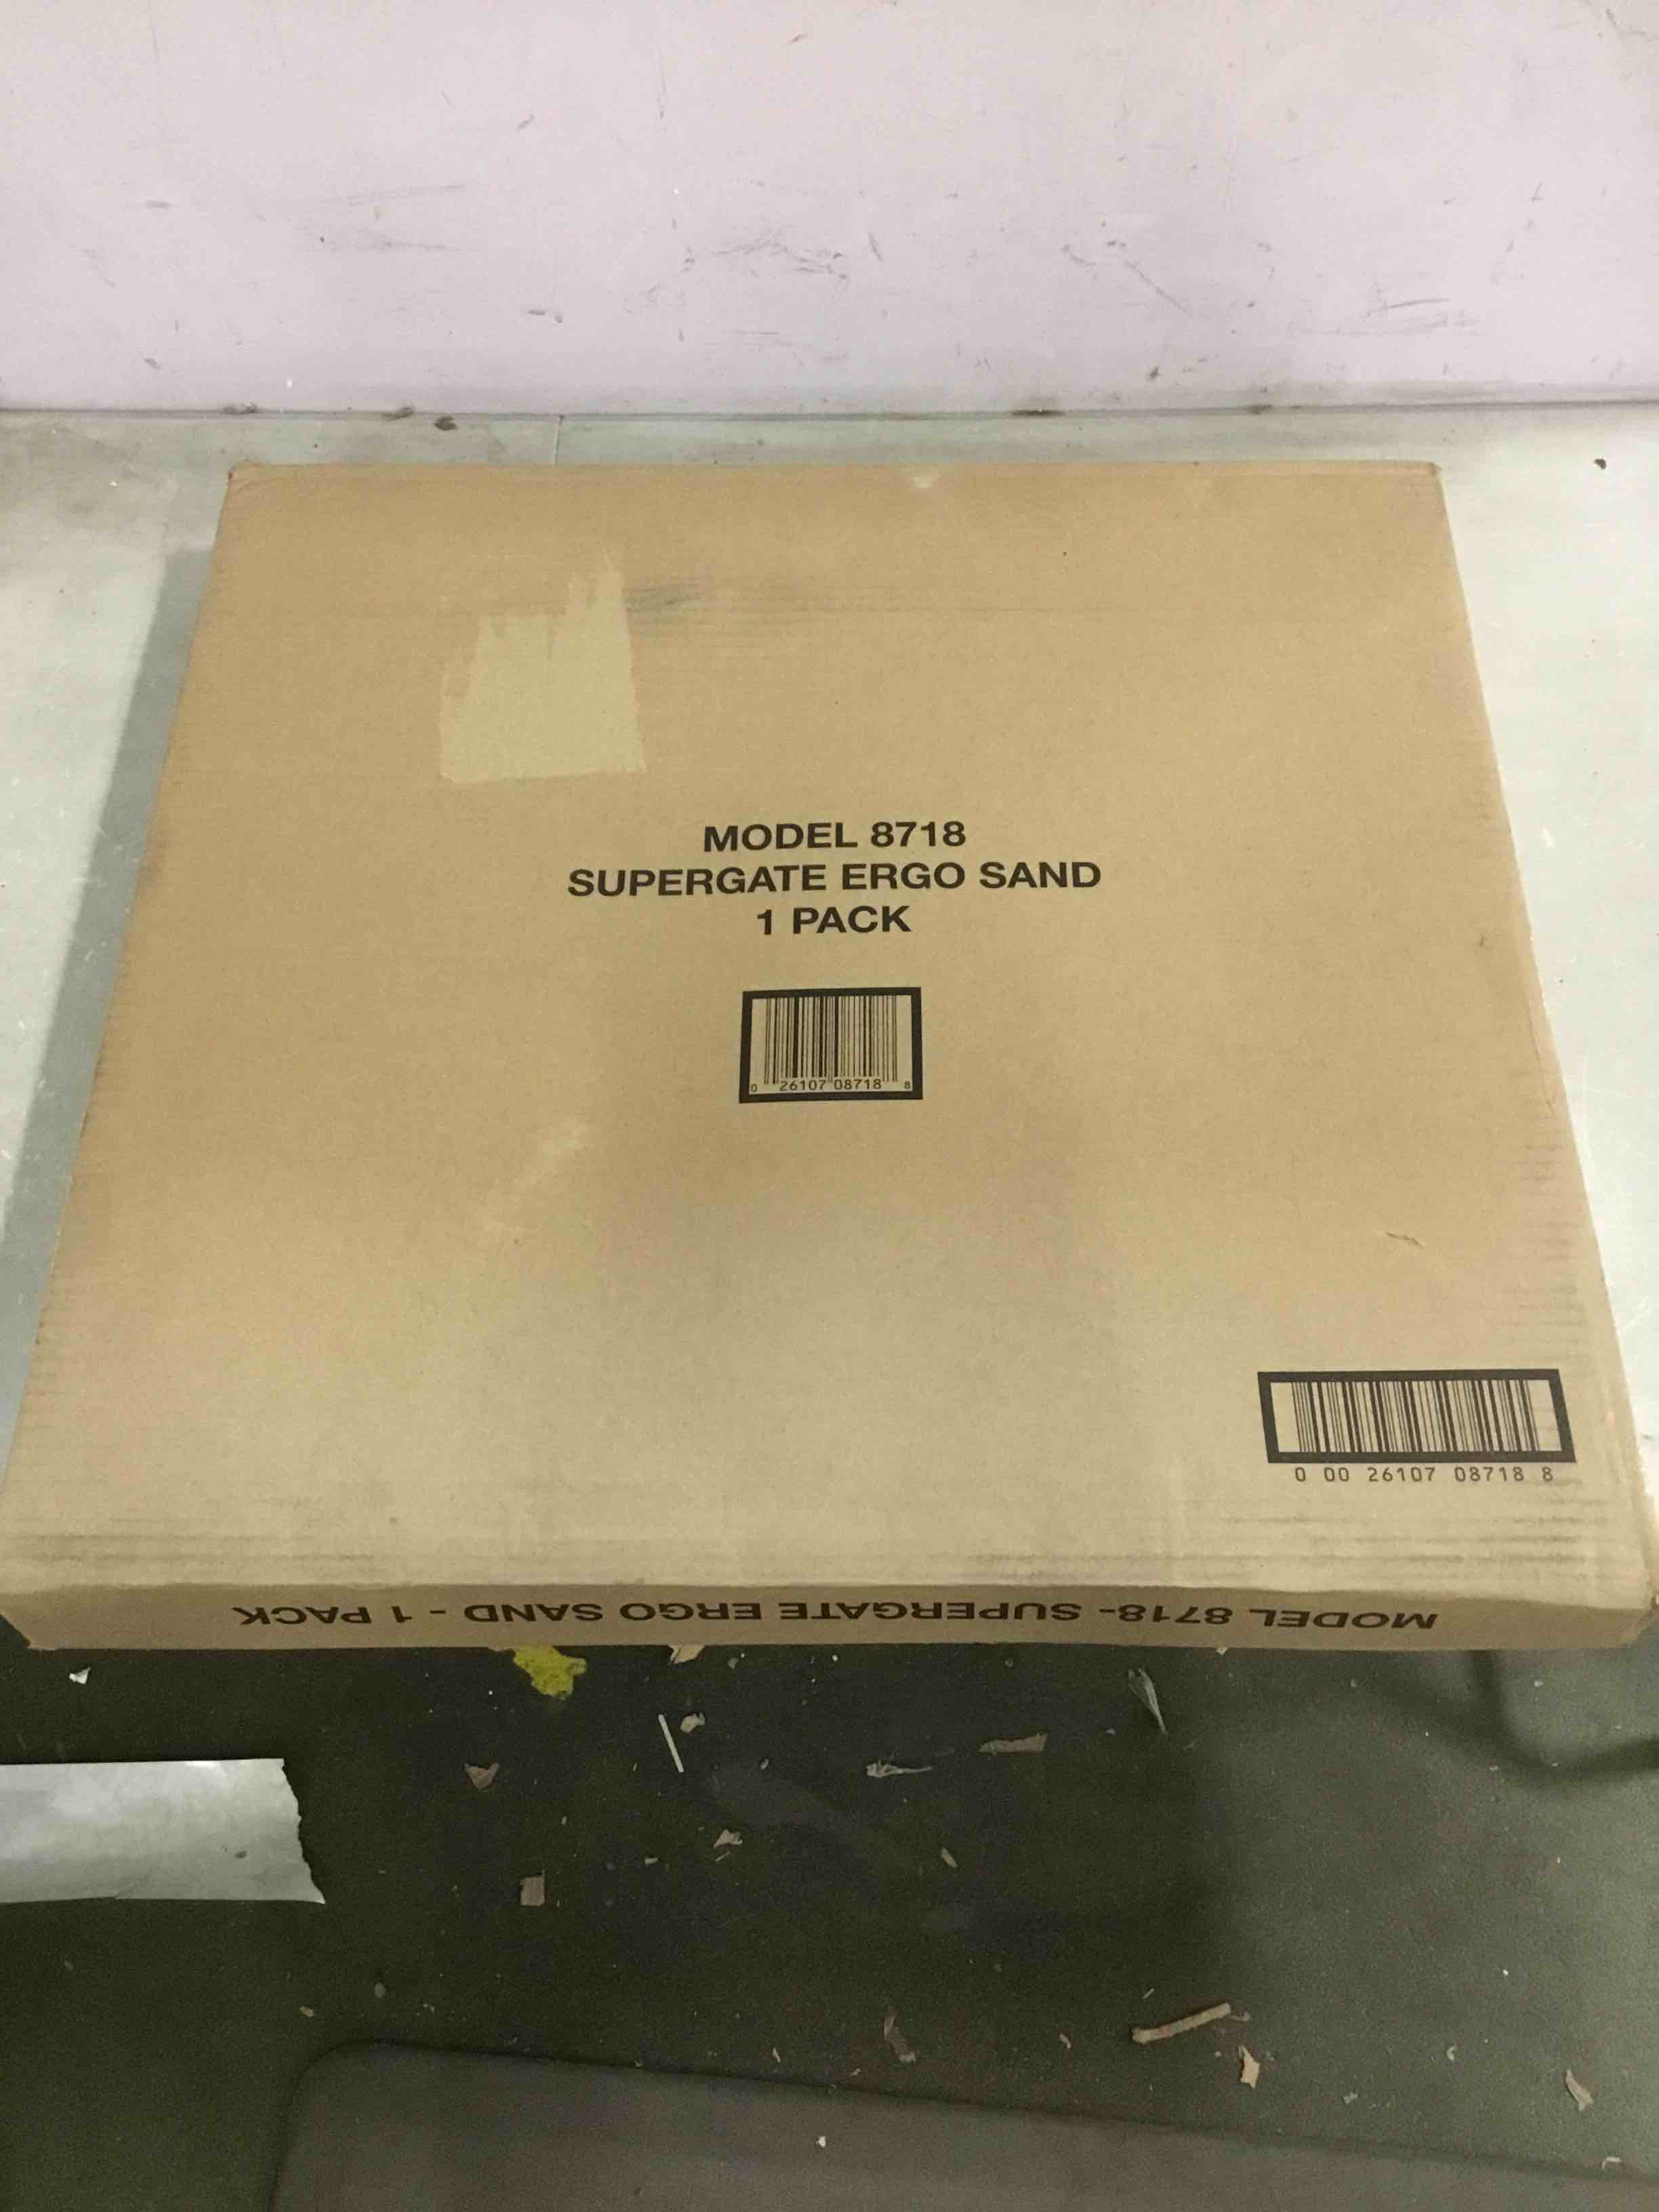 MODEL 8718
SUPERGATE ERGO SAND
1 PACK
0 26107 08718 8
0 00 26107 08718 8
MODEL 8718- SUPERGATE ERGO SAND - 1 PACK